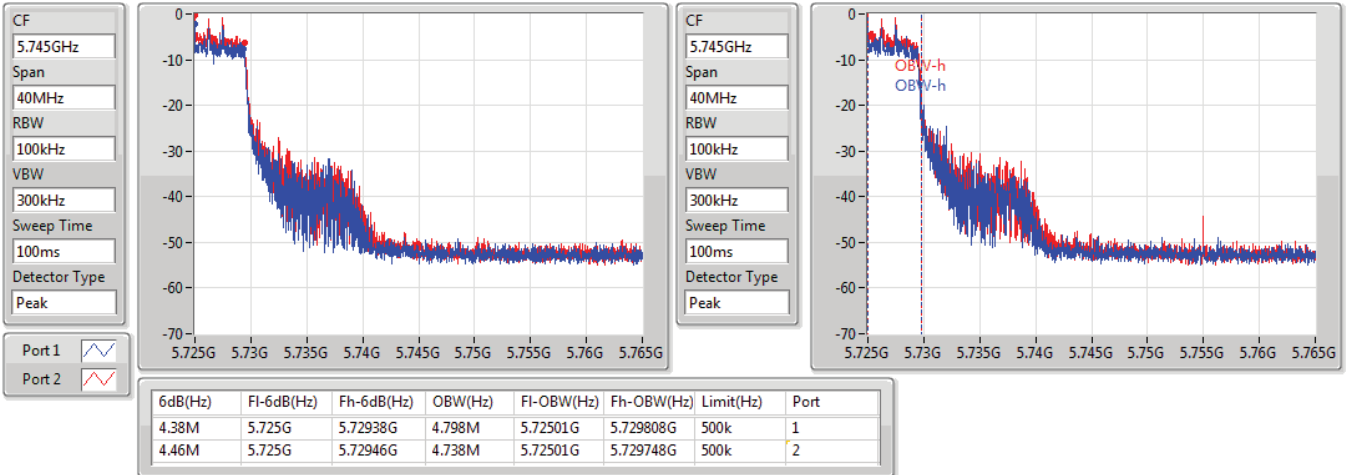 CF
5.745GHz
Span
40MHz
RBW
100kHz
VBW
300kHz
Sweep Time
100ms
Detector Type
Peak
Port 1
Port 2
0
-10
-20
-30
-40
-50
-60
-70
5.725G 5.73G 5.735G 5.74G 5.745G 5.75G 5.755G 5.76G 5.765G
CF
5.745GHz
Span
40MHz
RBW
100kHz
VBW
300kHz
Sweep Time
100ms
Detector Type
Peak
0
-10
-20
-30
-40
-50
-60
-70
OBW-h
OBW-h
5.725G 5.73G 5.735G 5.74G 5.745G 5.75G 5.755G 5.76G 5.765G
6dB(Hz) Fl-6dB(Hz) Fh-6dB(Hz) OBW(Hz) Fl-OBW(Hz) Fh-OBW(Hz) Limit(Hz) Port
4.38M 5.725G 5.72938G 4.798M 5.72501G 5.729808G 500k 1
4.46M 5.725G 5.72946G 4.738M 5.72501G 5.729748G 500k 2